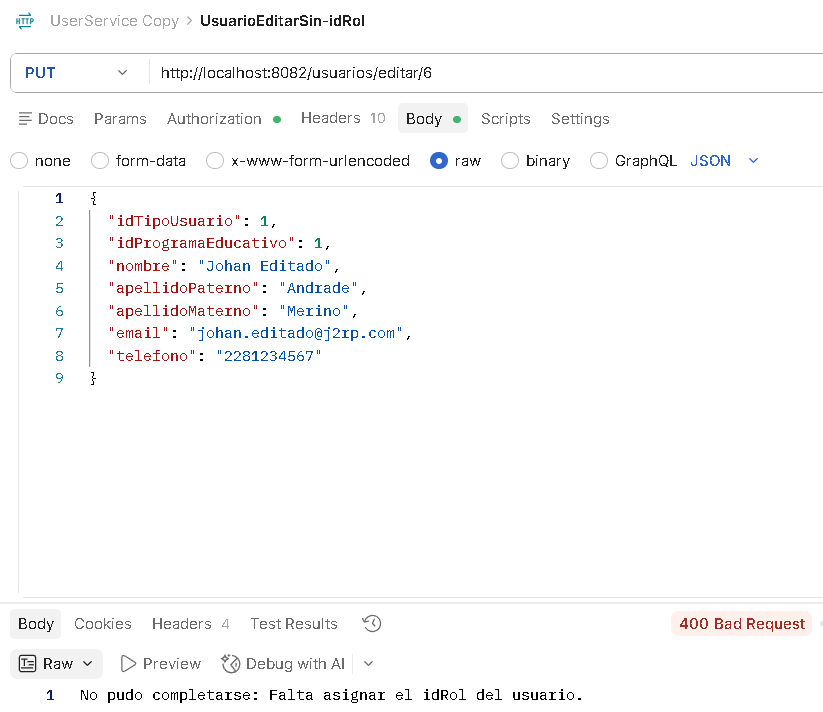 HTTP UserService Copy > UsuarioEditarSin-idRol
PUT http://localhost:8082/usuarios/editar/6
Docs Params Authorization Headers 10 Body Scripts Settings
none form-data x-www-form-urlencoded raw binary GraphQL JSON
1 {
2 "idTipoUsuario": 1,
3 "idProgramaEducativo": 1,
4 "nombre": "Johan Editado",
5 "apellidoPaterno": "Andrade",
6 "apellidoMaterno": "Merino",
7 "email": "johan.editado@j2rp.com",
8 "telefono": "2281234567"
9 }
Body Cookies Headers 4 Test Results 400 Bad Request
Raw Preview Debug with AI
1 No pudo completarse: Falta asignar el idRol del usuario.